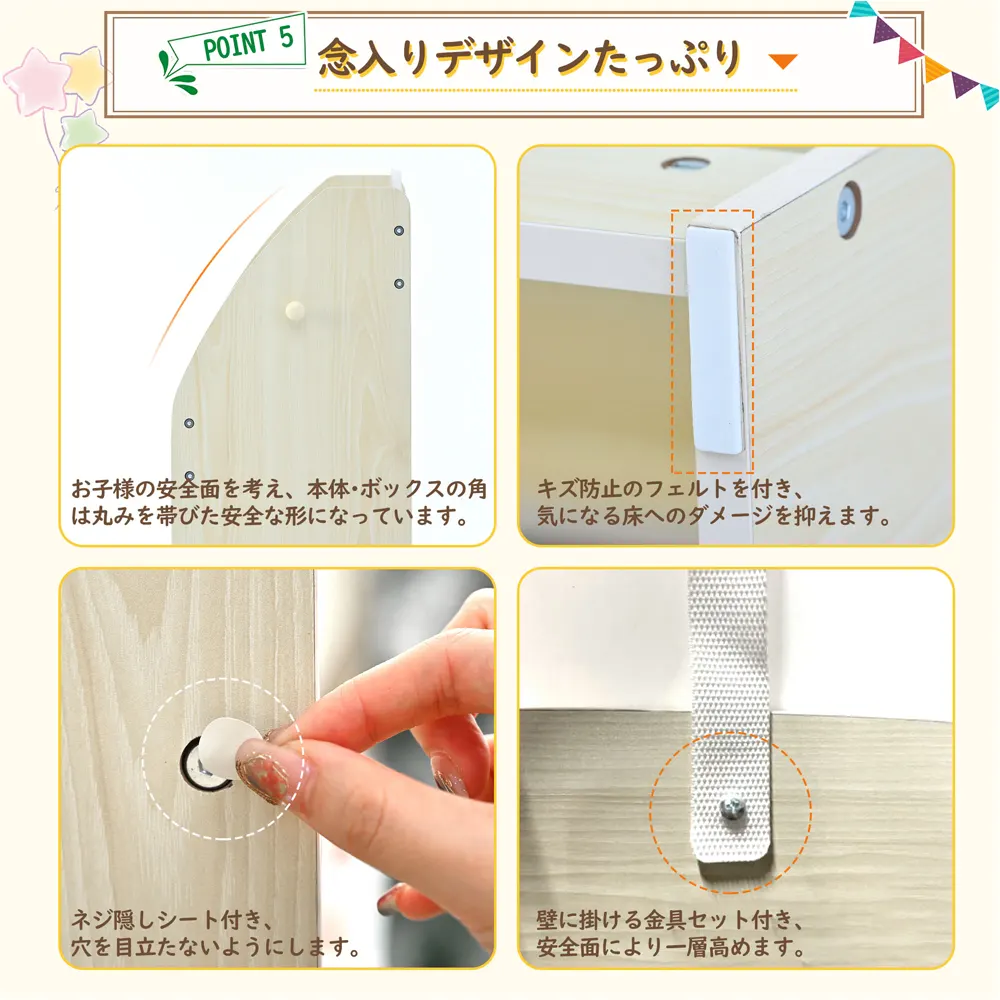 POINT 5
念入りデザインたっぷり
お子様の安全面を考え、本体・ボックスの角
は丸みを帯びた安全な形になっています。
キズ防止のフェルトを付き、
気になる床へのダメージを抑えます。
ネジ隠しシート付き、
穴を目立たないようにします。
壁に掛ける金具セット付き、
安全面により一層高めます。